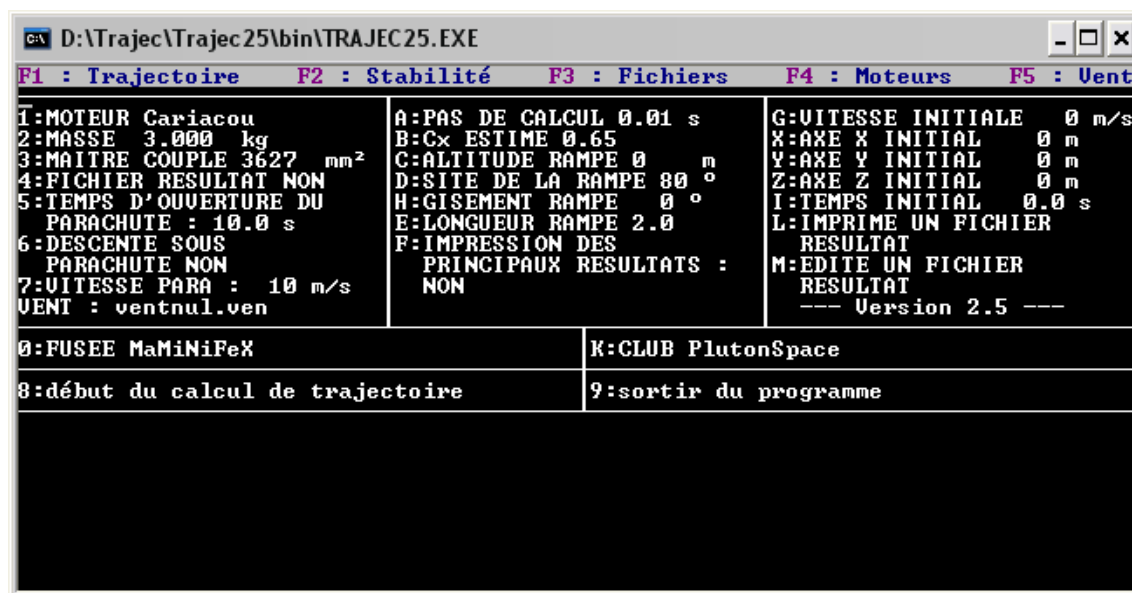 D:\Trajec\Trajec25\bin\TRAJEC25.EXE
F1 : Trajectoire F2 : Stabilité F3 : Fichiers F4 : Moteurs F5 : Vent
1:MOTEUR Cariacou
2:MASSE 3.000 kg
3:MAITRE COUPLE 3627 mm²
4:FICHIER RESULTAT NON
5:TEMPS D'OUVERTURE DU
PARACHUTE : 10.0 s
6:DESCENTE SOUS
PARACHUTE NON
7:VITESSE PARA : 10 m/s
VENT : ventnul.ven
A:PAS DE CALCUL 0.01 s
B:Cx ESTIME 0.65
C:ALTITUDE RAMPE 0 m
D:SITE DE LA RAMPE 80 º
H:GISEMENT RAMPE 0 º
E:LONGUEUR RAMPE 2.0
F:IMPRESSION DES
PRINCIPAUX RESULTATS :
NON
G:VITESSE INITIALE 0 m/s
X:AXE X INITIAL 0 m
Y:AXE Y INITIAL 0 m
Z:AXE Z INITIAL 0 m
I:TEMPS INITIAL 0.0 s
L:IMPRIME UN FICHIER
RESULTAT
M:EDITE UN FICHIER
RESULTAT
--- Version 2.5 ---
0:FUSEE MaMiNiFeX
K:CLUB PlutonSpace
8:début du calcul de trajectoire
9:sortir du programme